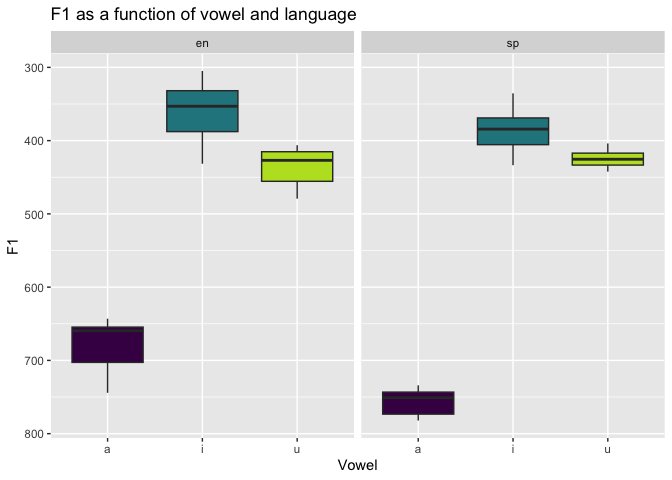 F1 as a function of vowel and language
en
sp
300
400
500
600
700
800
F1
a
i
u
a
i
u
Vowel